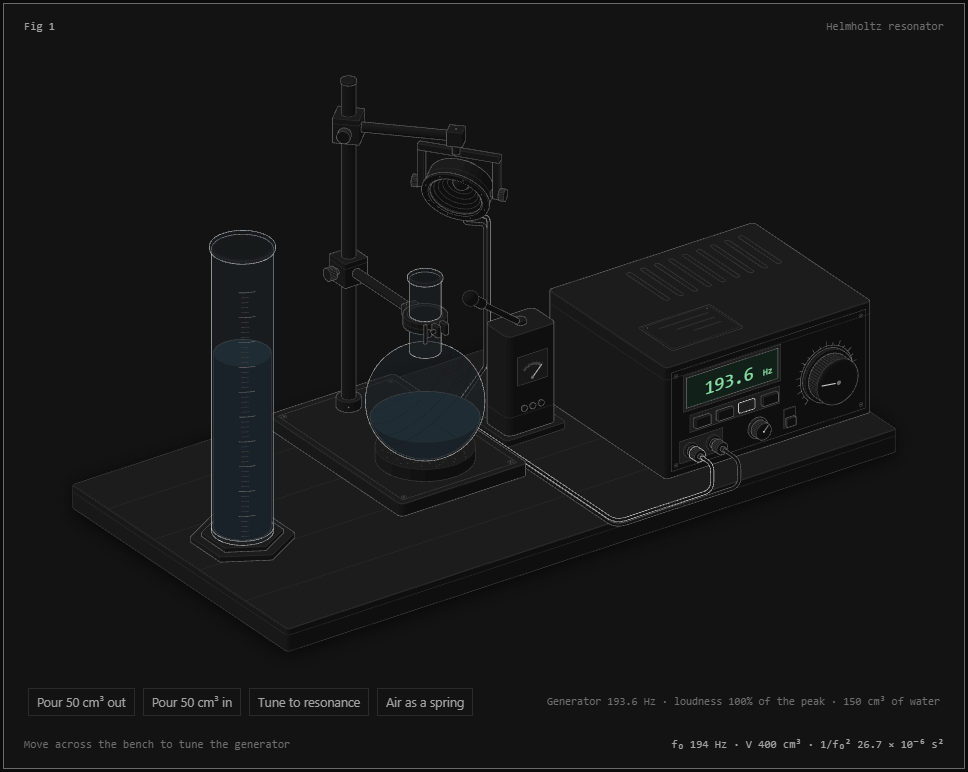 Fig 1
Helmholtz resonator
193.6 Hz
Pour 50 cm³ out
Pour 50 cm³ in
Tune to resonance
Air as a spring
Generator 193.6 Hz · loudness 100% of the peak · 150 cm³ of water
Move across the bench to tune the generator
f₀ 194 Hz · V 400 cm³ · 1/f₀² 26.7 × 10⁻⁶ s²